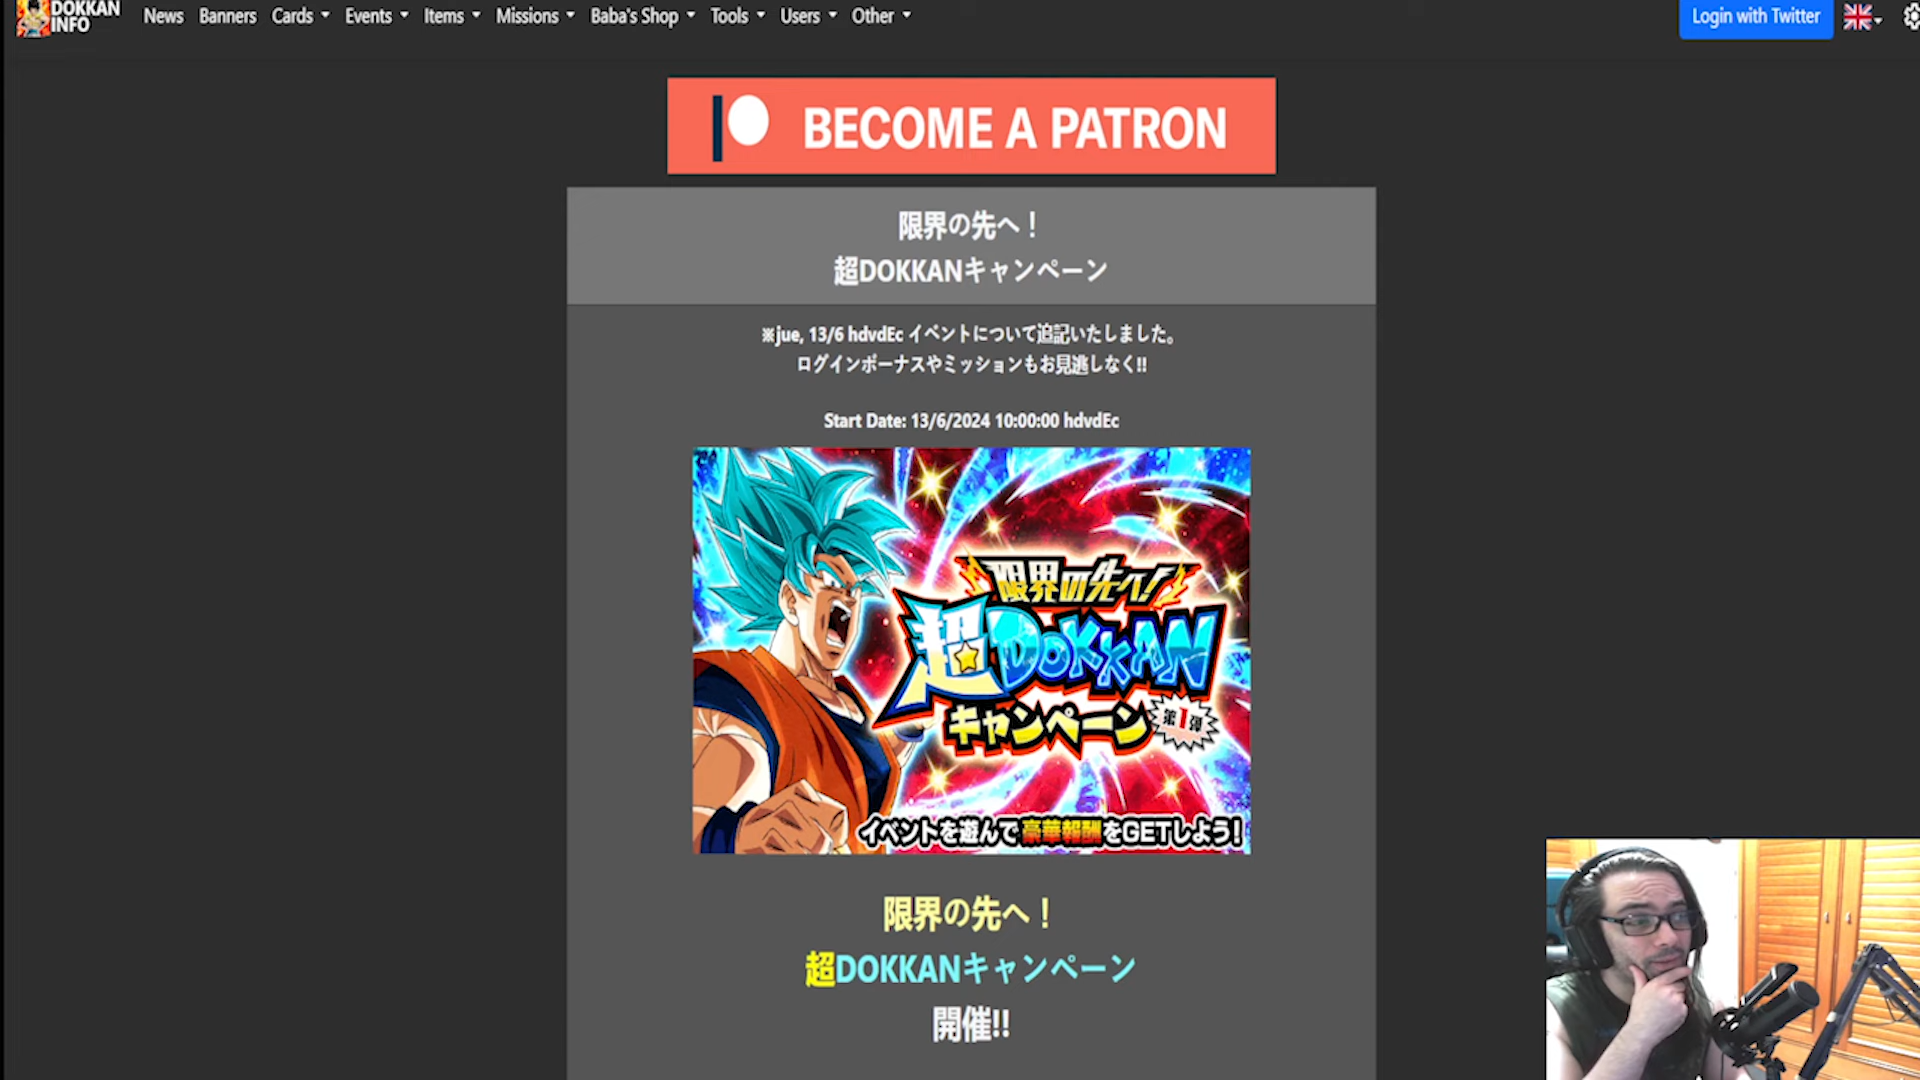 DOKKAN
INFO
News
Banners
Cards
Events
Items
Missions
Baba's Shop
Tools
Users
Other
Login with Twitter
BECOME A PATRON
限界の先へ！
超DOKKANキャンペーン
※jue, 13/6 hdvdEc イベントについて追記いたしました。
ログインボーナスやミッションもお見逃しなく!!
Start Date: 13/6/2024 10:00:00 hdvdEc
限界の先へ!
超DOKKAN
キャンペーン
第1弾
イベントを遊んで豪華報酬をGETしよう!
限界の先へ！
超DOKKANキャンペーン
開催!!